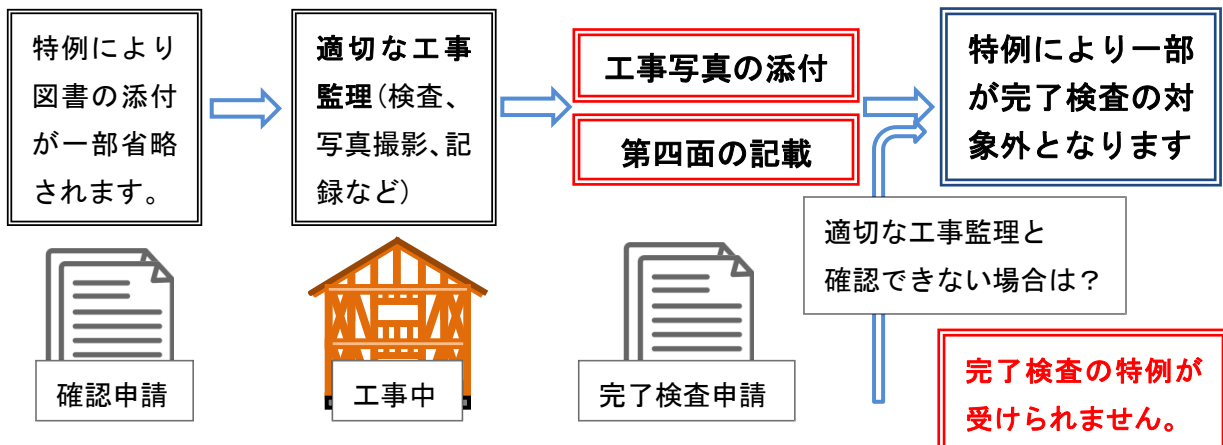 特例により
図書の添付
が一部省略
されます。
適切な工事
監理(検査、
写真撮影、記
録など)
工事写真の添付
第四面の記載
特例により一部
が完了検査の対
象外となります
適切な工事監理と
確認できない場合は？
確認申請
工事中
完了検査申請
完了検査の特例が
受けられません。